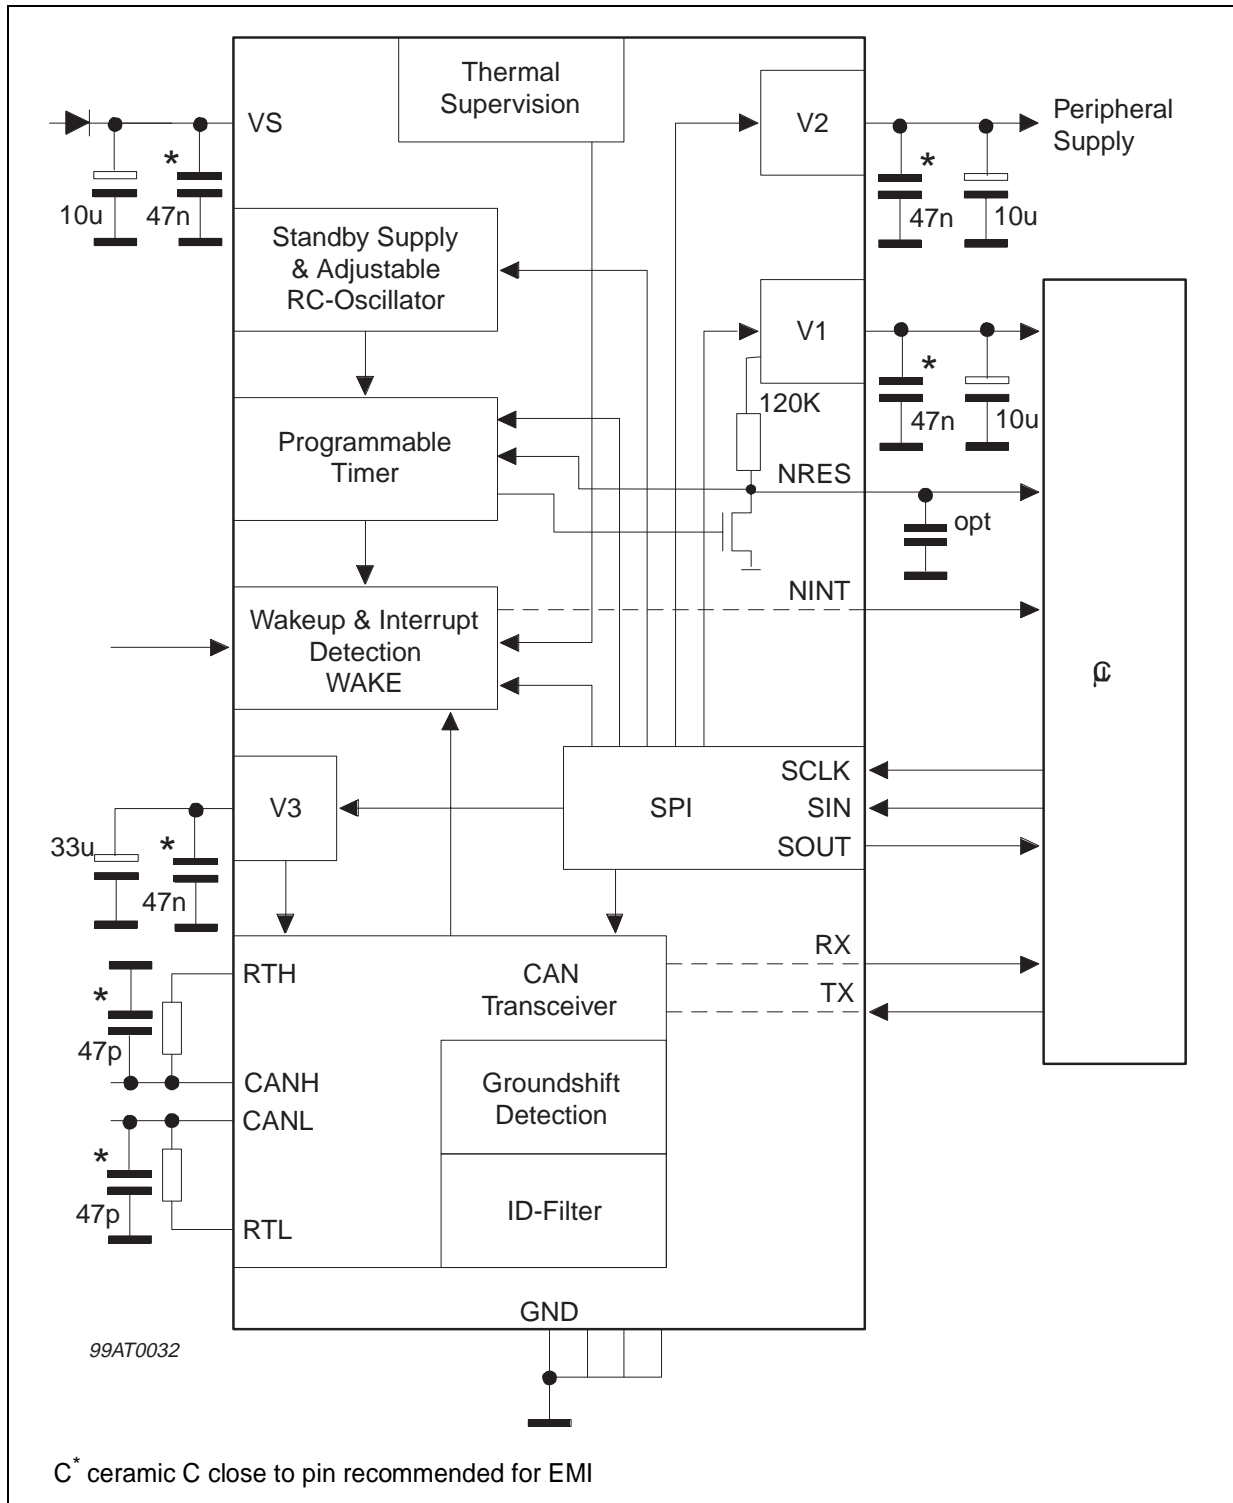 Thermal
Supervision
VS
V2
Peripheral
Supply
*
10u
47n
*
47n
10u
Standby Supply
& Adjustable
RC-Oscillator
V1
*
120K
47n
10u
Programmable
Timer
NRES
opt
NINT
Wakeup & Interrupt
Detection
WAKE
µC
SCLK
V3
SPI
SIN
33u
*
SOUT
47n
RX
RTH
CAN
Transceiver
*
TX
47p
CANH
Groundshift
Detection
CANL
*
47p
RTL
ID-Filter
GND
99AT0032
C* ceramic C close to pin recommended for EMI